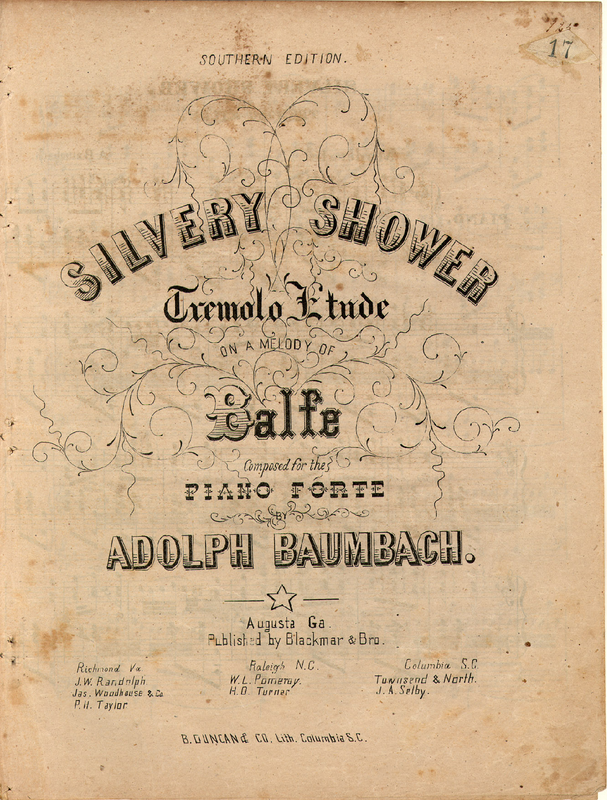 17
SOUTHERN EDITION.
SILVERY SHOWER
Tremolo Etude
ON A MELODY OF
Balfe
Composed for the
PIANO FORTE
BY
ADOLPH BAUMBACH.
Augusta Ga.
Published by Blackmar & Bro.
Richmond Va
J.W. Randolph
Jas. Woodhouse & Co
P.H. Taylor
Raleigh N.C.
W.L. Pomeroy.
H.D. Turner
Columbia S.C.
Townsend & North.
J.A. Selby.
B. DUNCAN & CO. Lith. Columbia S.C.